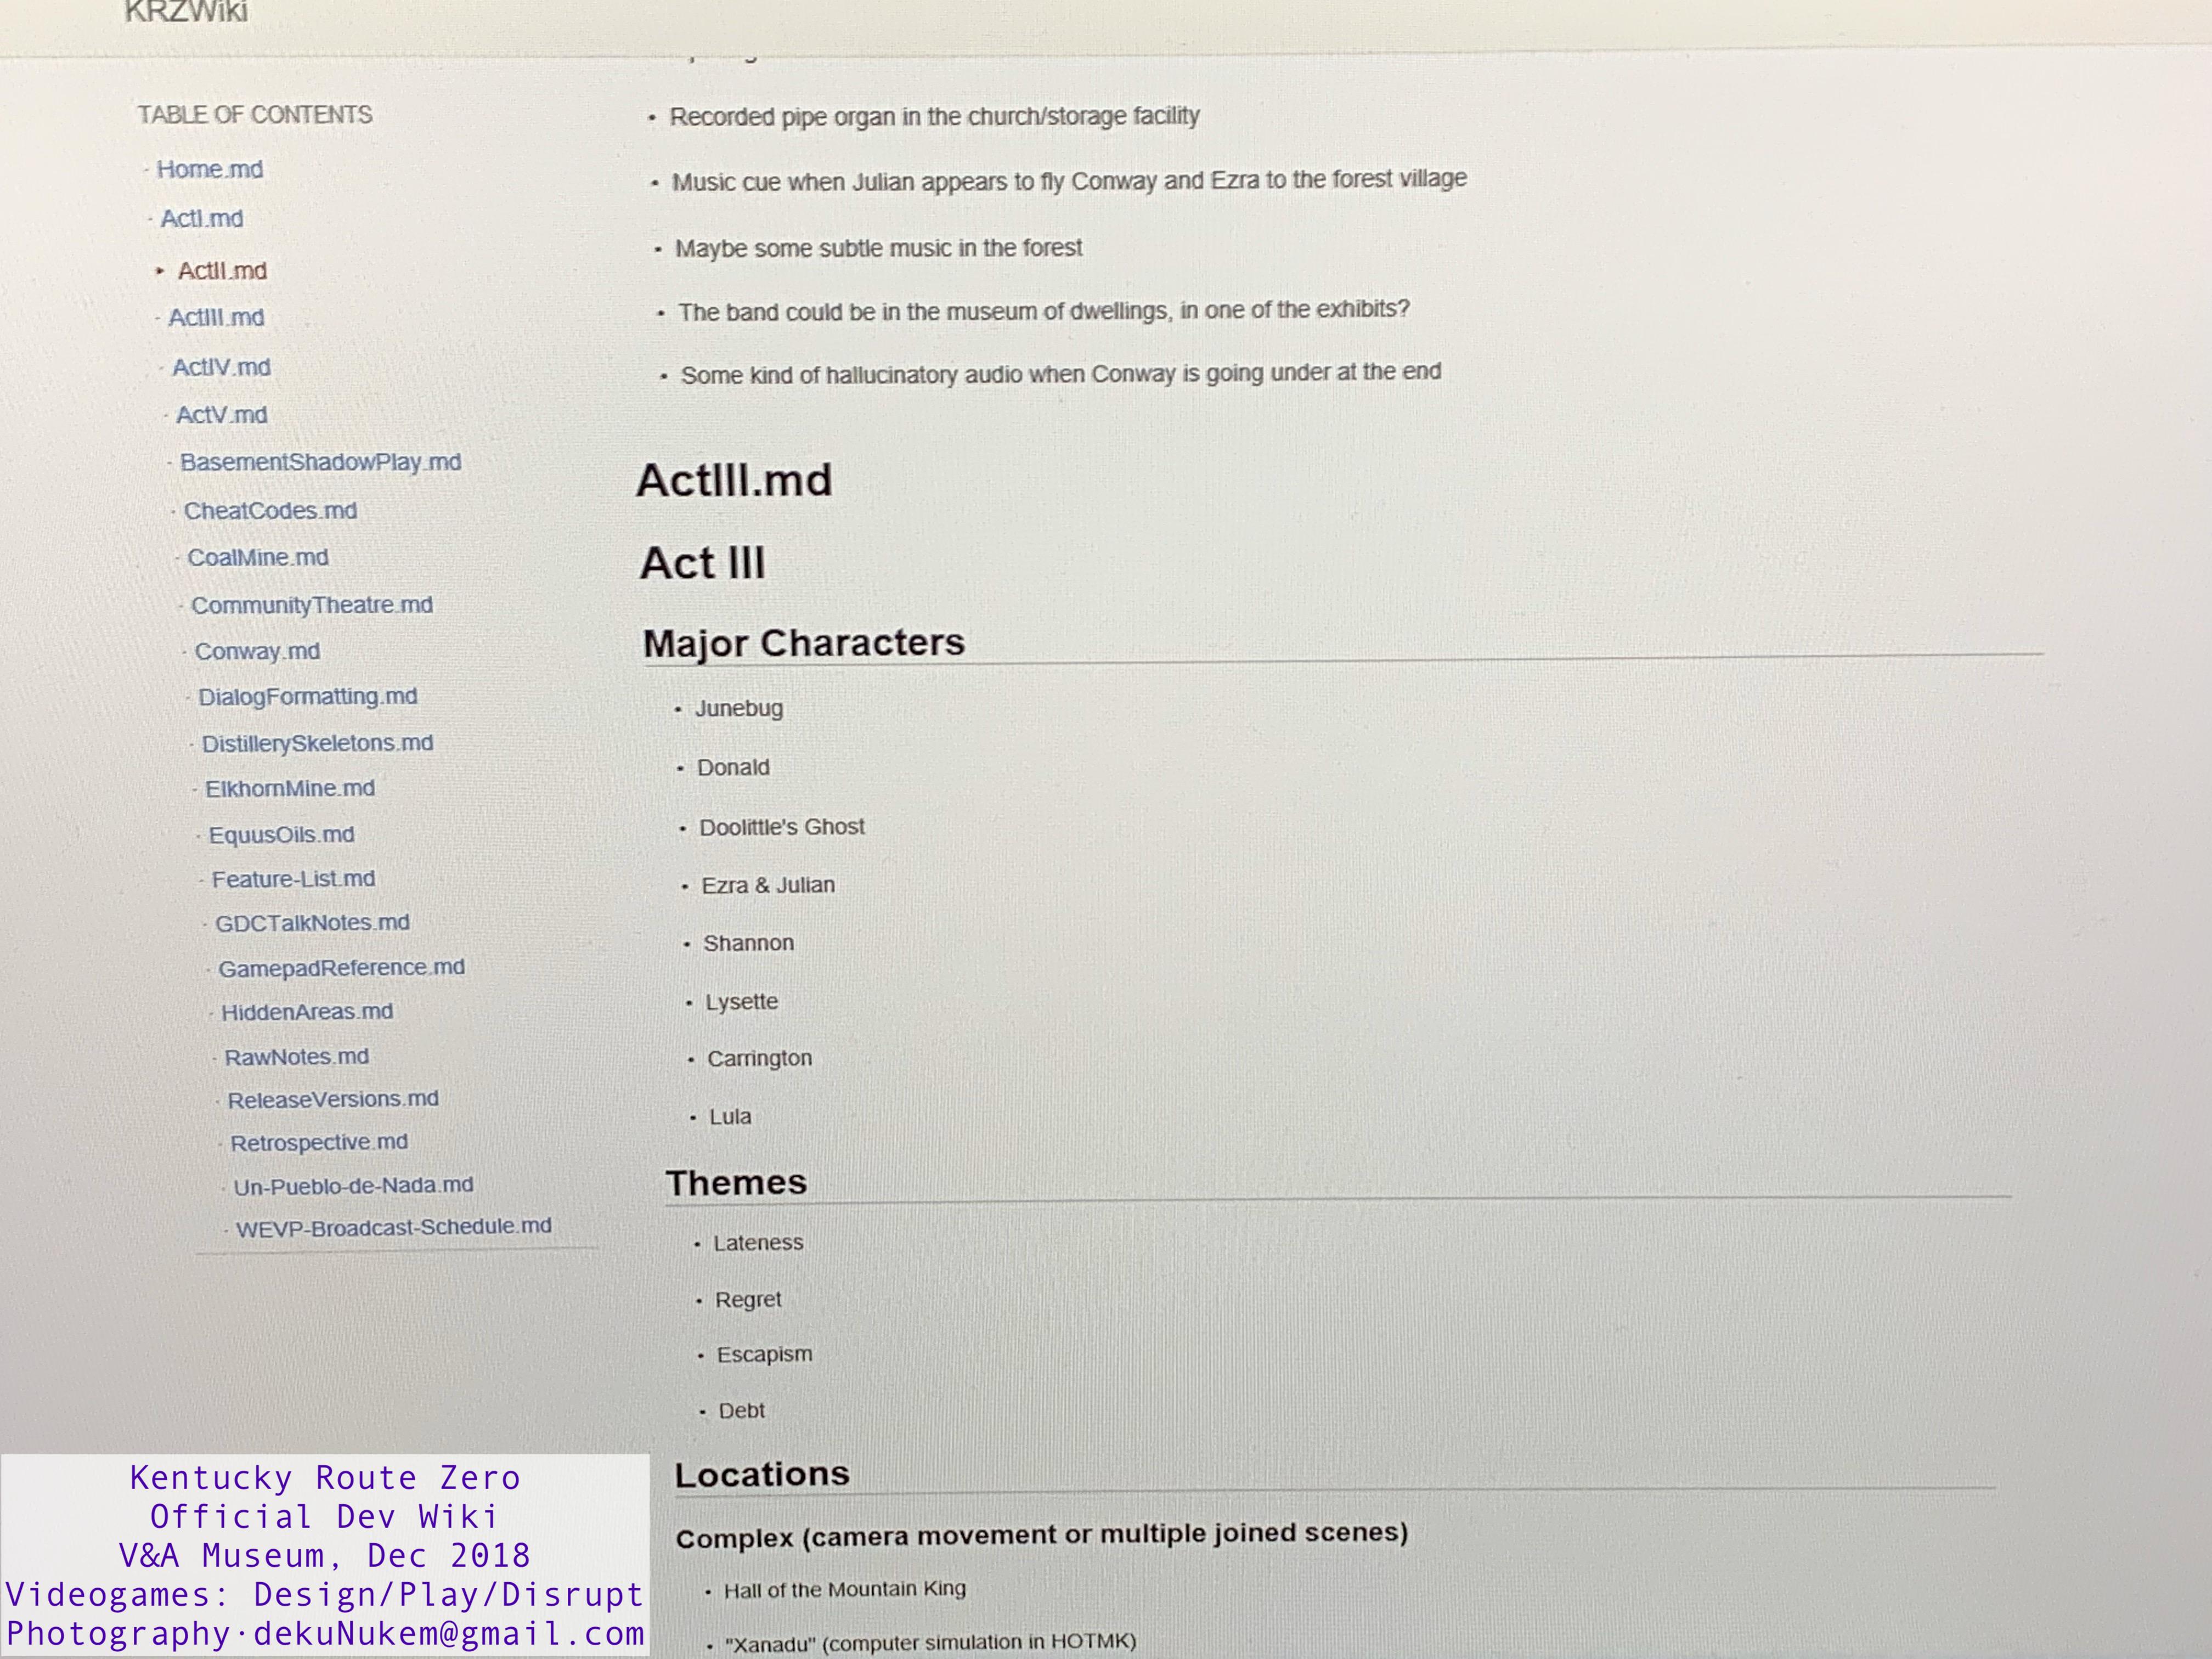 KRZWiki
TABLE OF CONTENTS
· Home.md
· ActI.md
▸ ActII.md
· ActIII.md
· ActIV.md
· ActV.md
· BasementShadowPlay.md
· CheatCodes.md
· CoalMine.md
· CommunityTheatre.md
· Conway.md
· DialogFormatting.md
· DistillerySkeletons.md
· ElkhornMine.md
· EquusOils.md
· Feature-List.md
· GDCTalkNotes.md
· GamepadReference.md
· HiddenAreas.md
· RawNotes.md
· ReleaseVersions.md
· Retrospective.md
· Un-Pueblo-de-Nada.md
· WEVP-Broadcast-Schedule.md
• Recorded pipe organ in the church/storage facility
• Music cue when Julian appears to fly Conway and Ezra to the forest village
• Maybe some subtle music in the forest
• The band could be in the museum of dwellings, in one of the exhibits?
• Some kind of hallucinatory audio when Conway is going under at the end
ActIII.md
Act III
Major Characters
• Junebug
• Donald
• Doolittle's Ghost
• Ezra & Julian
• Shannon
• Lysette
• Carrington
• Lula
Themes
• Lateness
• Regret
• Escapism
• Debt
Locations
Complex (camera movement or multiple joined scenes)
• Hall of the Mountain King
• "Xanadu" (computer simulation in HOTMK)
Kentucky Route Zero
Official Dev Wiki
V&A Museum, Dec 2018
Videogames: Design/Play/Disrupt
Photography·dekuNukem@gmail.com